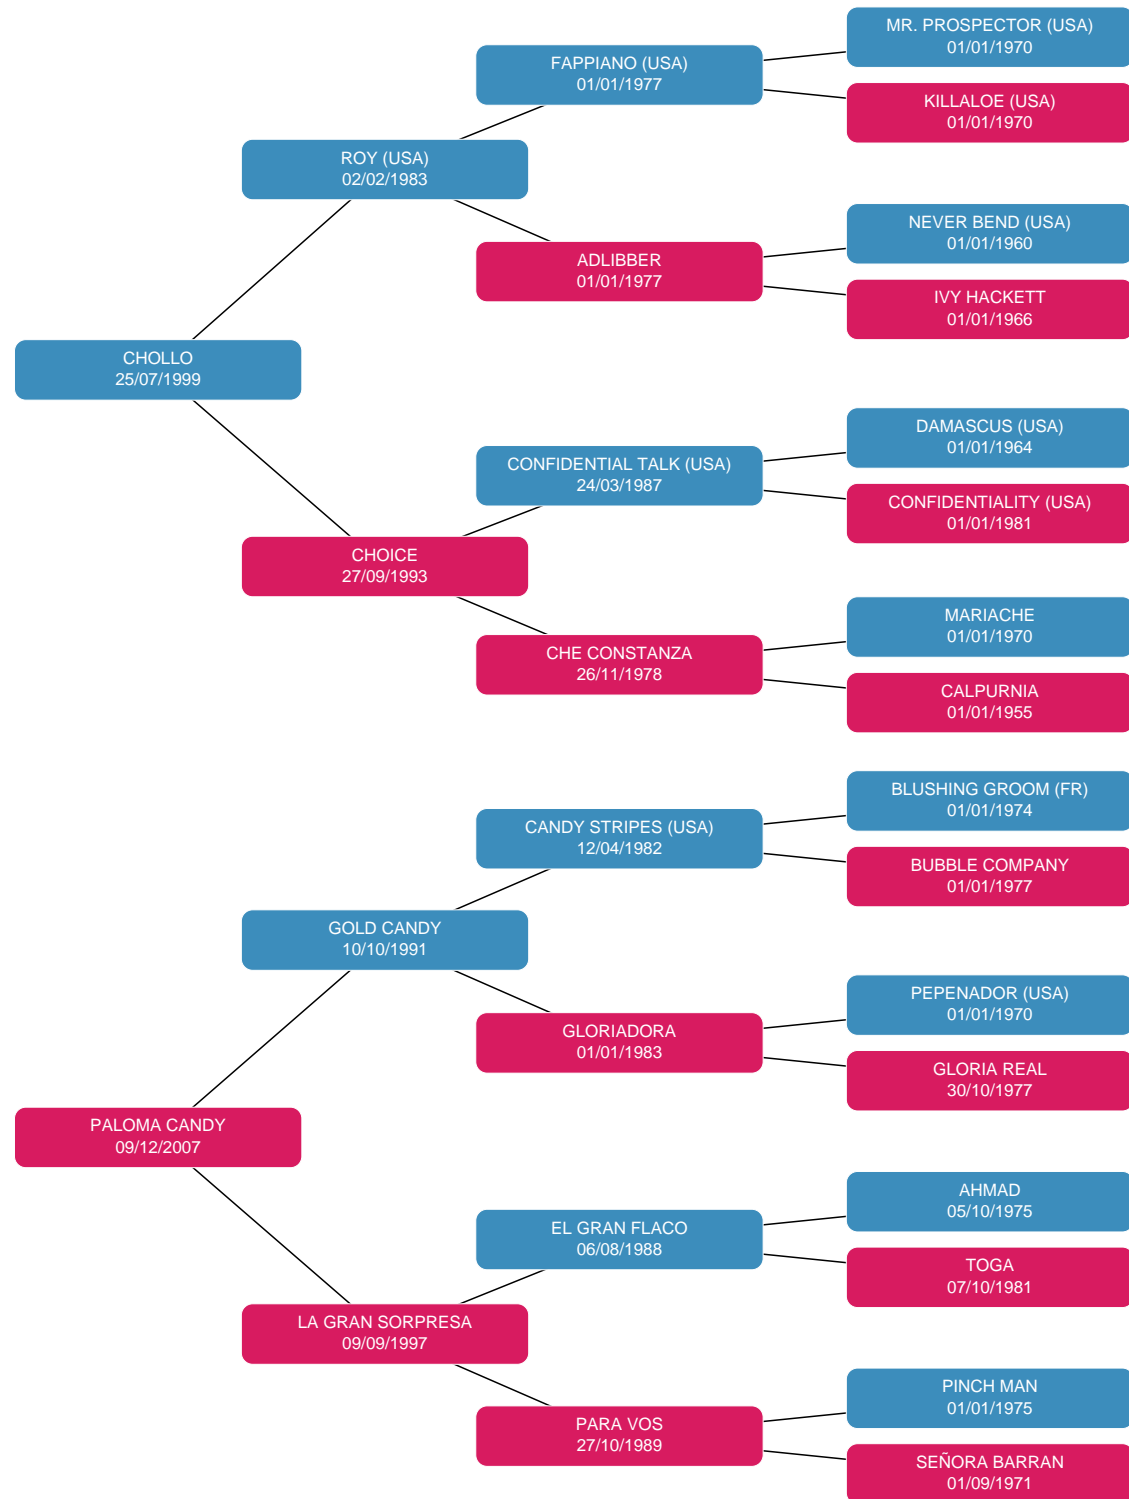 MR. PROSPECTOR (USA)
01/01/1970
FAPPIANO (USA)
01/01/1977
KILLALOE (USA)
01/01/1970
ROY (USA)
02/02/1983
NEVER BEND (USA)
01/01/1960
ADLIBBER
01/01/1977
IVY HACKETT
01/01/1966
CHOLLO
25/07/1999
DAMASCUS (USA)
01/01/1964
CONFIDENTIAL TALK (USA)
24/03/1987
CONFIDENTIALITY (USA)
01/01/1981
CHOICE
27/09/1993
MARIACHE
01/01/1970
CHE CONSTANZA
26/11/1978
CALPURNIA
01/01/1955
BLUSHING GROOM (FR)
01/01/1974
CANDY STRIPES (USA)
12/04/1982
BUBBLE COMPANY
01/01/1977
GOLD CANDY
10/10/1991
PEPENADOR (USA)
01/01/1970
GLORIADORA
01/01/1983
GLORIA REAL
30/10/1977
PALOMA CANDY
09/12/2007
AHMAD
05/10/1975
EL GRAN FLACO
06/08/1988
TOGA
07/10/1981
LA GRAN SORPRESA
09/09/1997
PINCH MAN
01/01/1975
PARA VOS
27/10/1989
SEÑORA BARRAN
01/09/1971